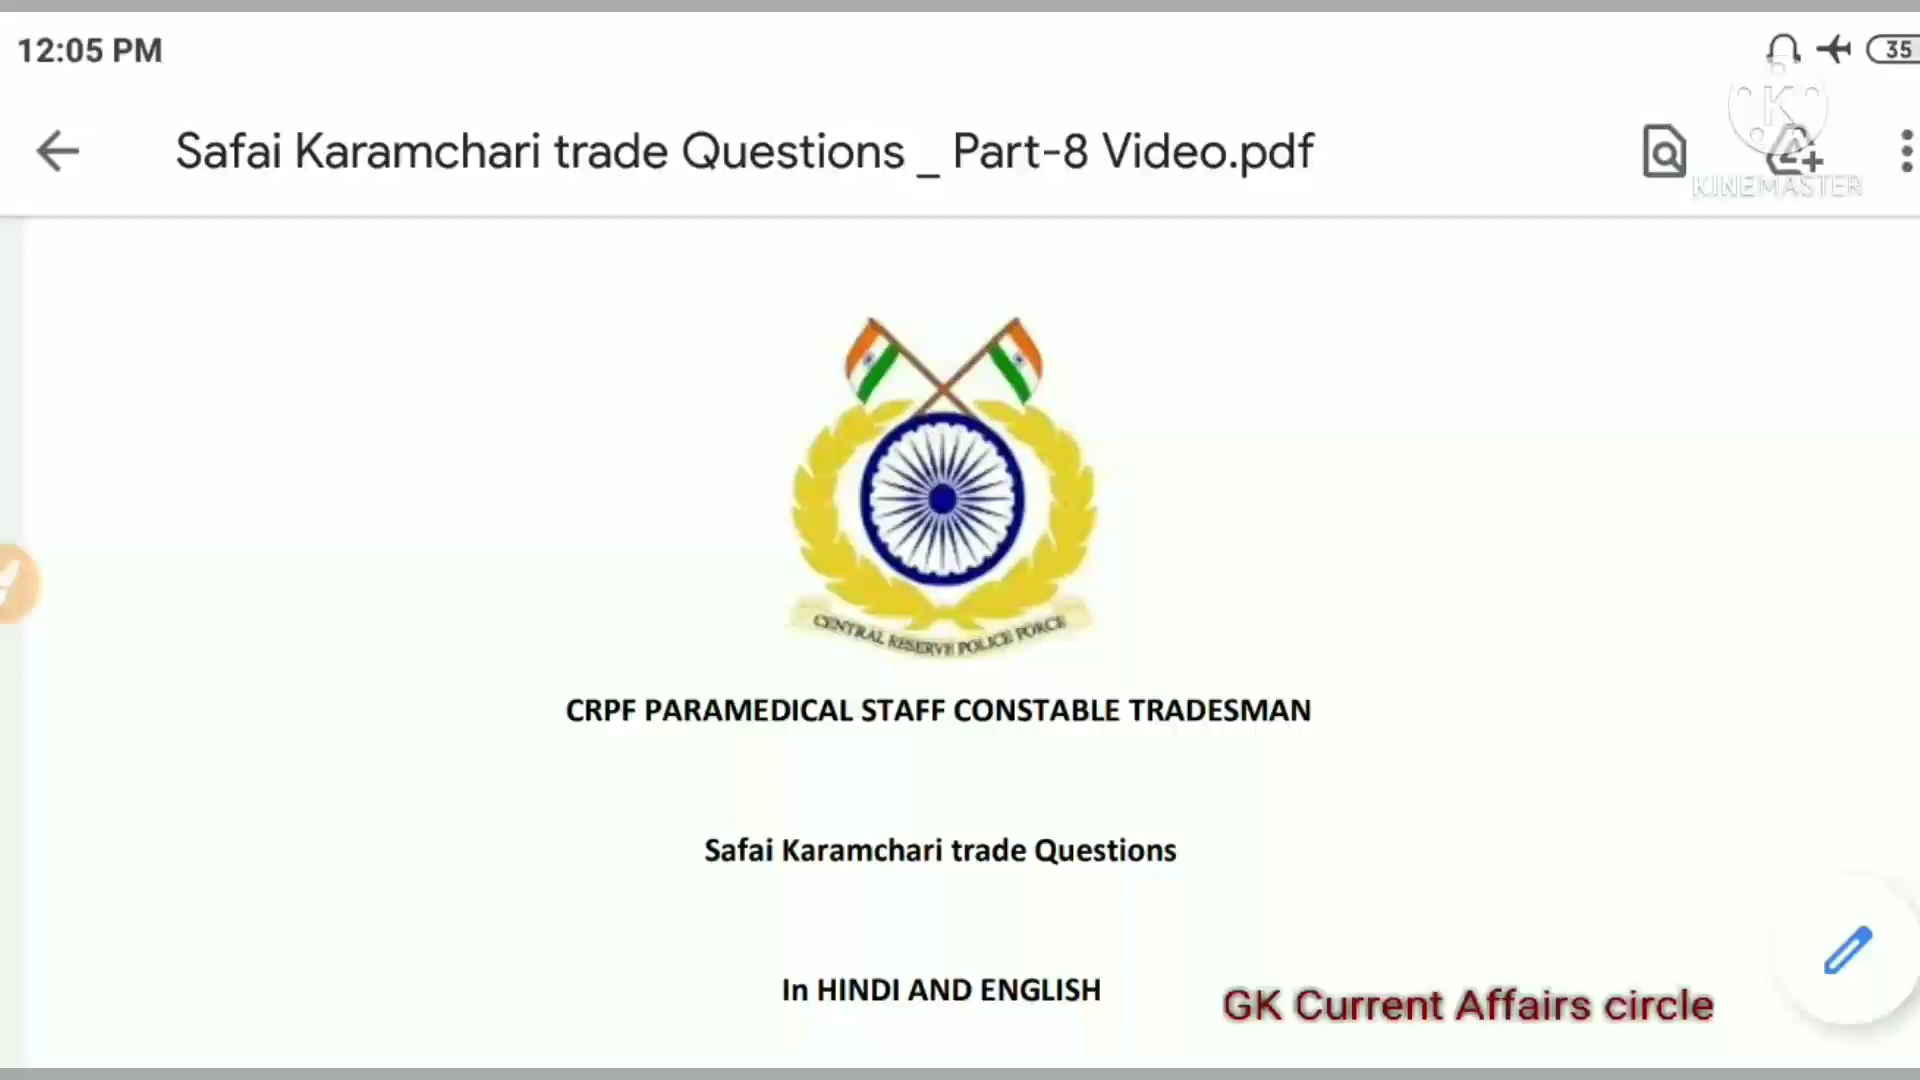 12:05 PM
35
Safai Karamchari trade Questions _ Part-8 Video.pdf
KINEMASTER
CENTRAL RESERVE POLICE FORCE
CRPF PARAMEDICAL STAFF CONSTABLE TRADESMAN
Safai Karamchari trade Questions
In HINDI AND ENGLISH
GK Current Affairs circle